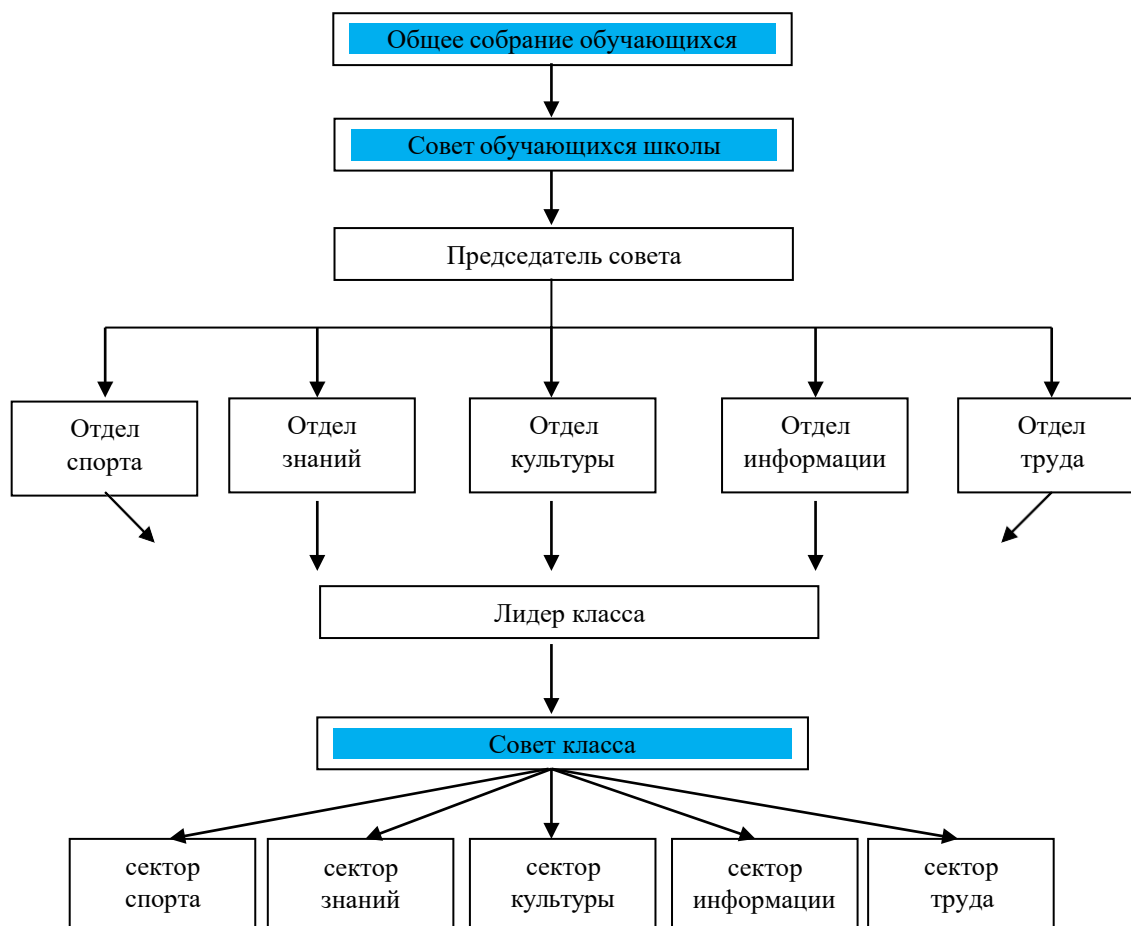 Общее собрание обучающихся
Совет обучающихся школы
Председатель совета
Отдел
спорта
Отдел
знаний
Отдел
культуры
Отдел
информации
Отдел
труда
Лидер класса
Совет класса
сектор
спорта
сектор
знаний
сектор
культуры
сектор
информации
сектор
труда